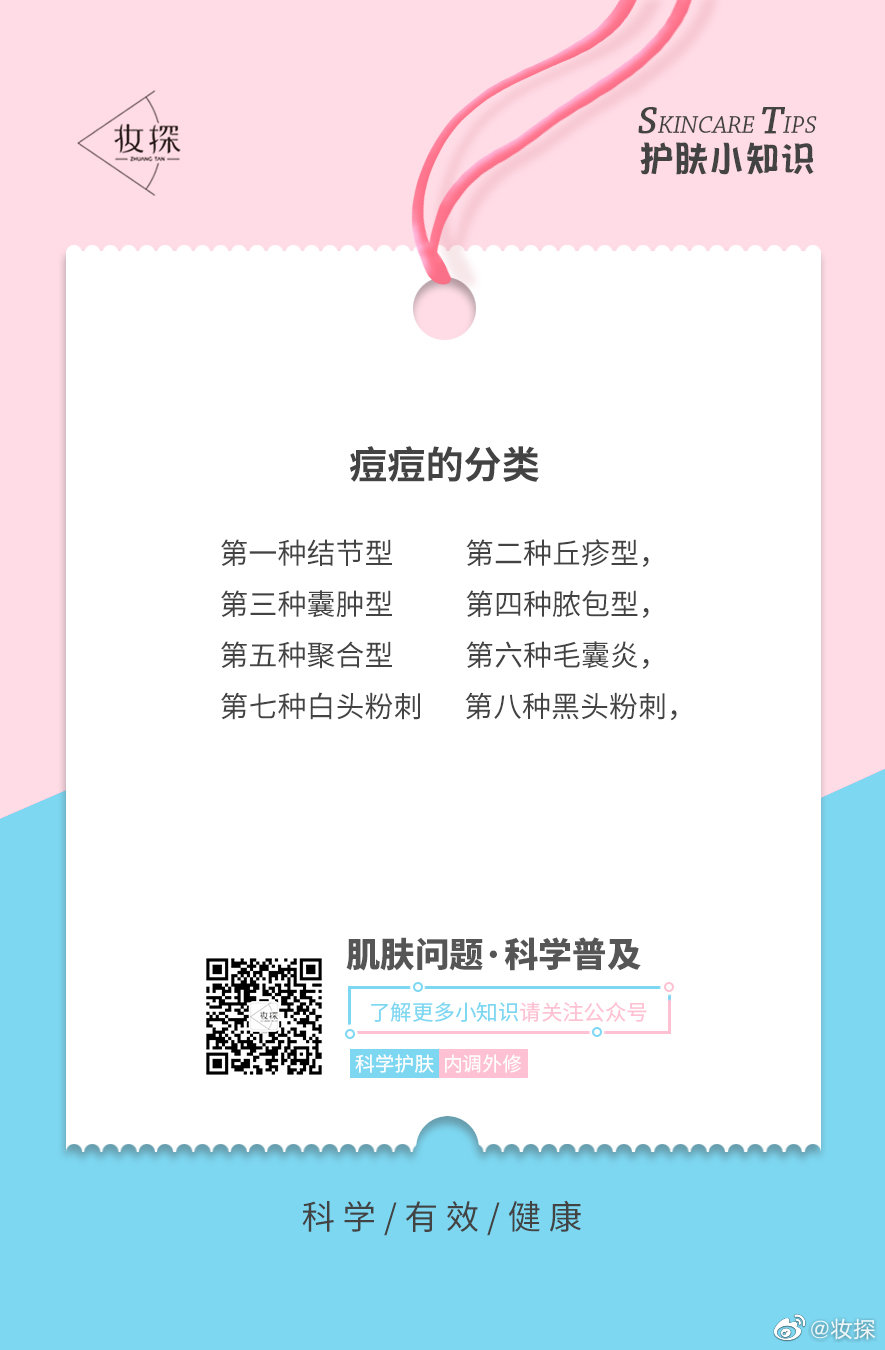 妆探
ZHUANG TAN
SKINCARE TIPS
护肤小知识
痘痘的分类
第一种结节型 第二种丘疹型，
第三种囊肿型 第四种脓包型，
第五种聚合型 第六种毛囊炎，
第七种白头粉刺 第八种黑头粉刺，
肌肤问题·科学普及
妆探
了解更多小知识请关注公众号
科学护肤 内调外修
科学/有效/健康
@妆探